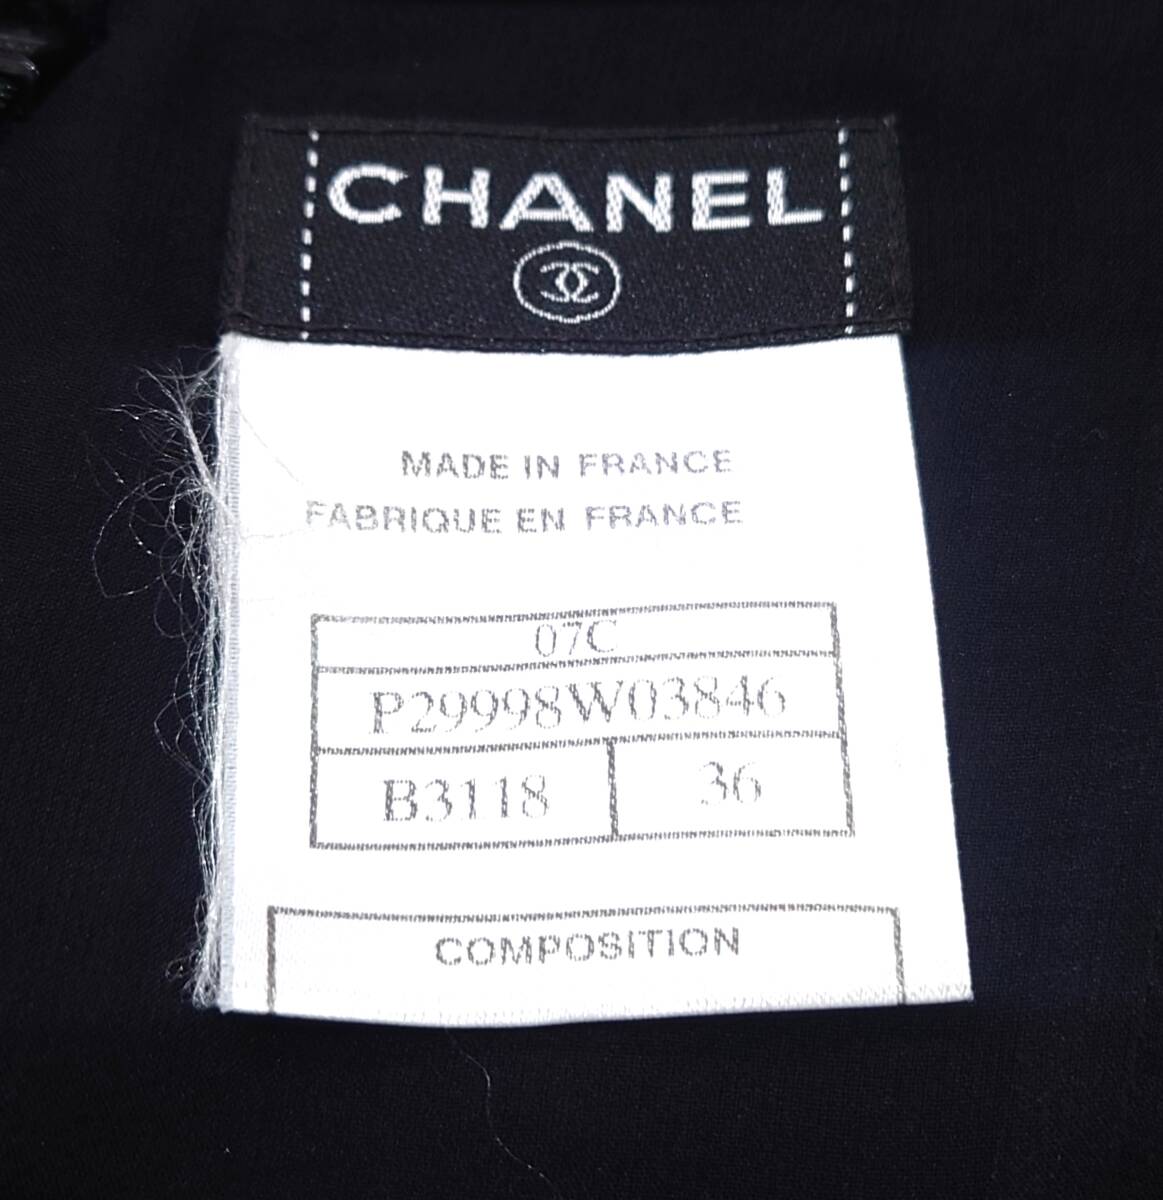 CHANEL
MADE IN FRANCE
FABRIQUE EN FRANCE
07C
P29998W03846
B3118 36
COMPOSITION